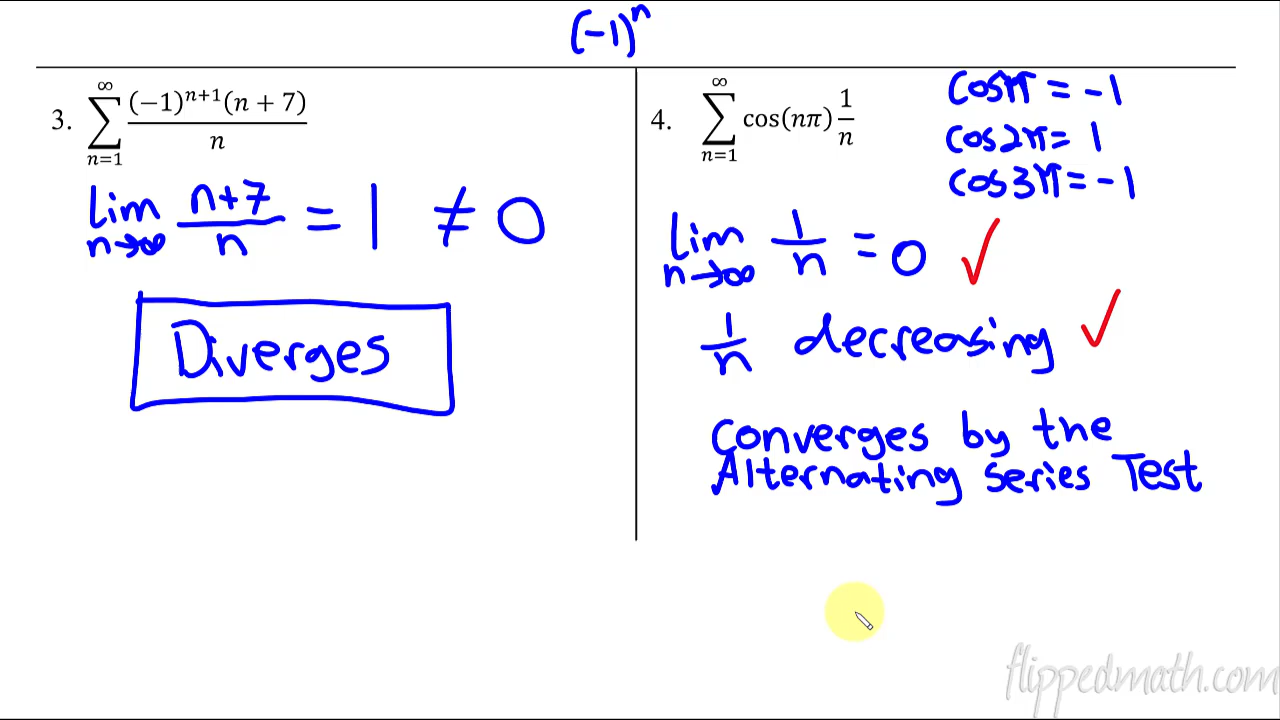 (-1)^n
3. ∑_{n=1}^{∞} (−1)^{n+1}(n + 7)/n
lim_{n→∞} n+7/n = 1 ≠ 0
Diverges
4. ∑_{n=1}^{∞} cos(nπ) 1/n
cosπ = -1
cos2π = 1
cos3π = -1
lim_{n→∞} 1/n = 0 ✓
1/n decreasing ✓
Converges by the
Alternating Series Test
flippedmath.com